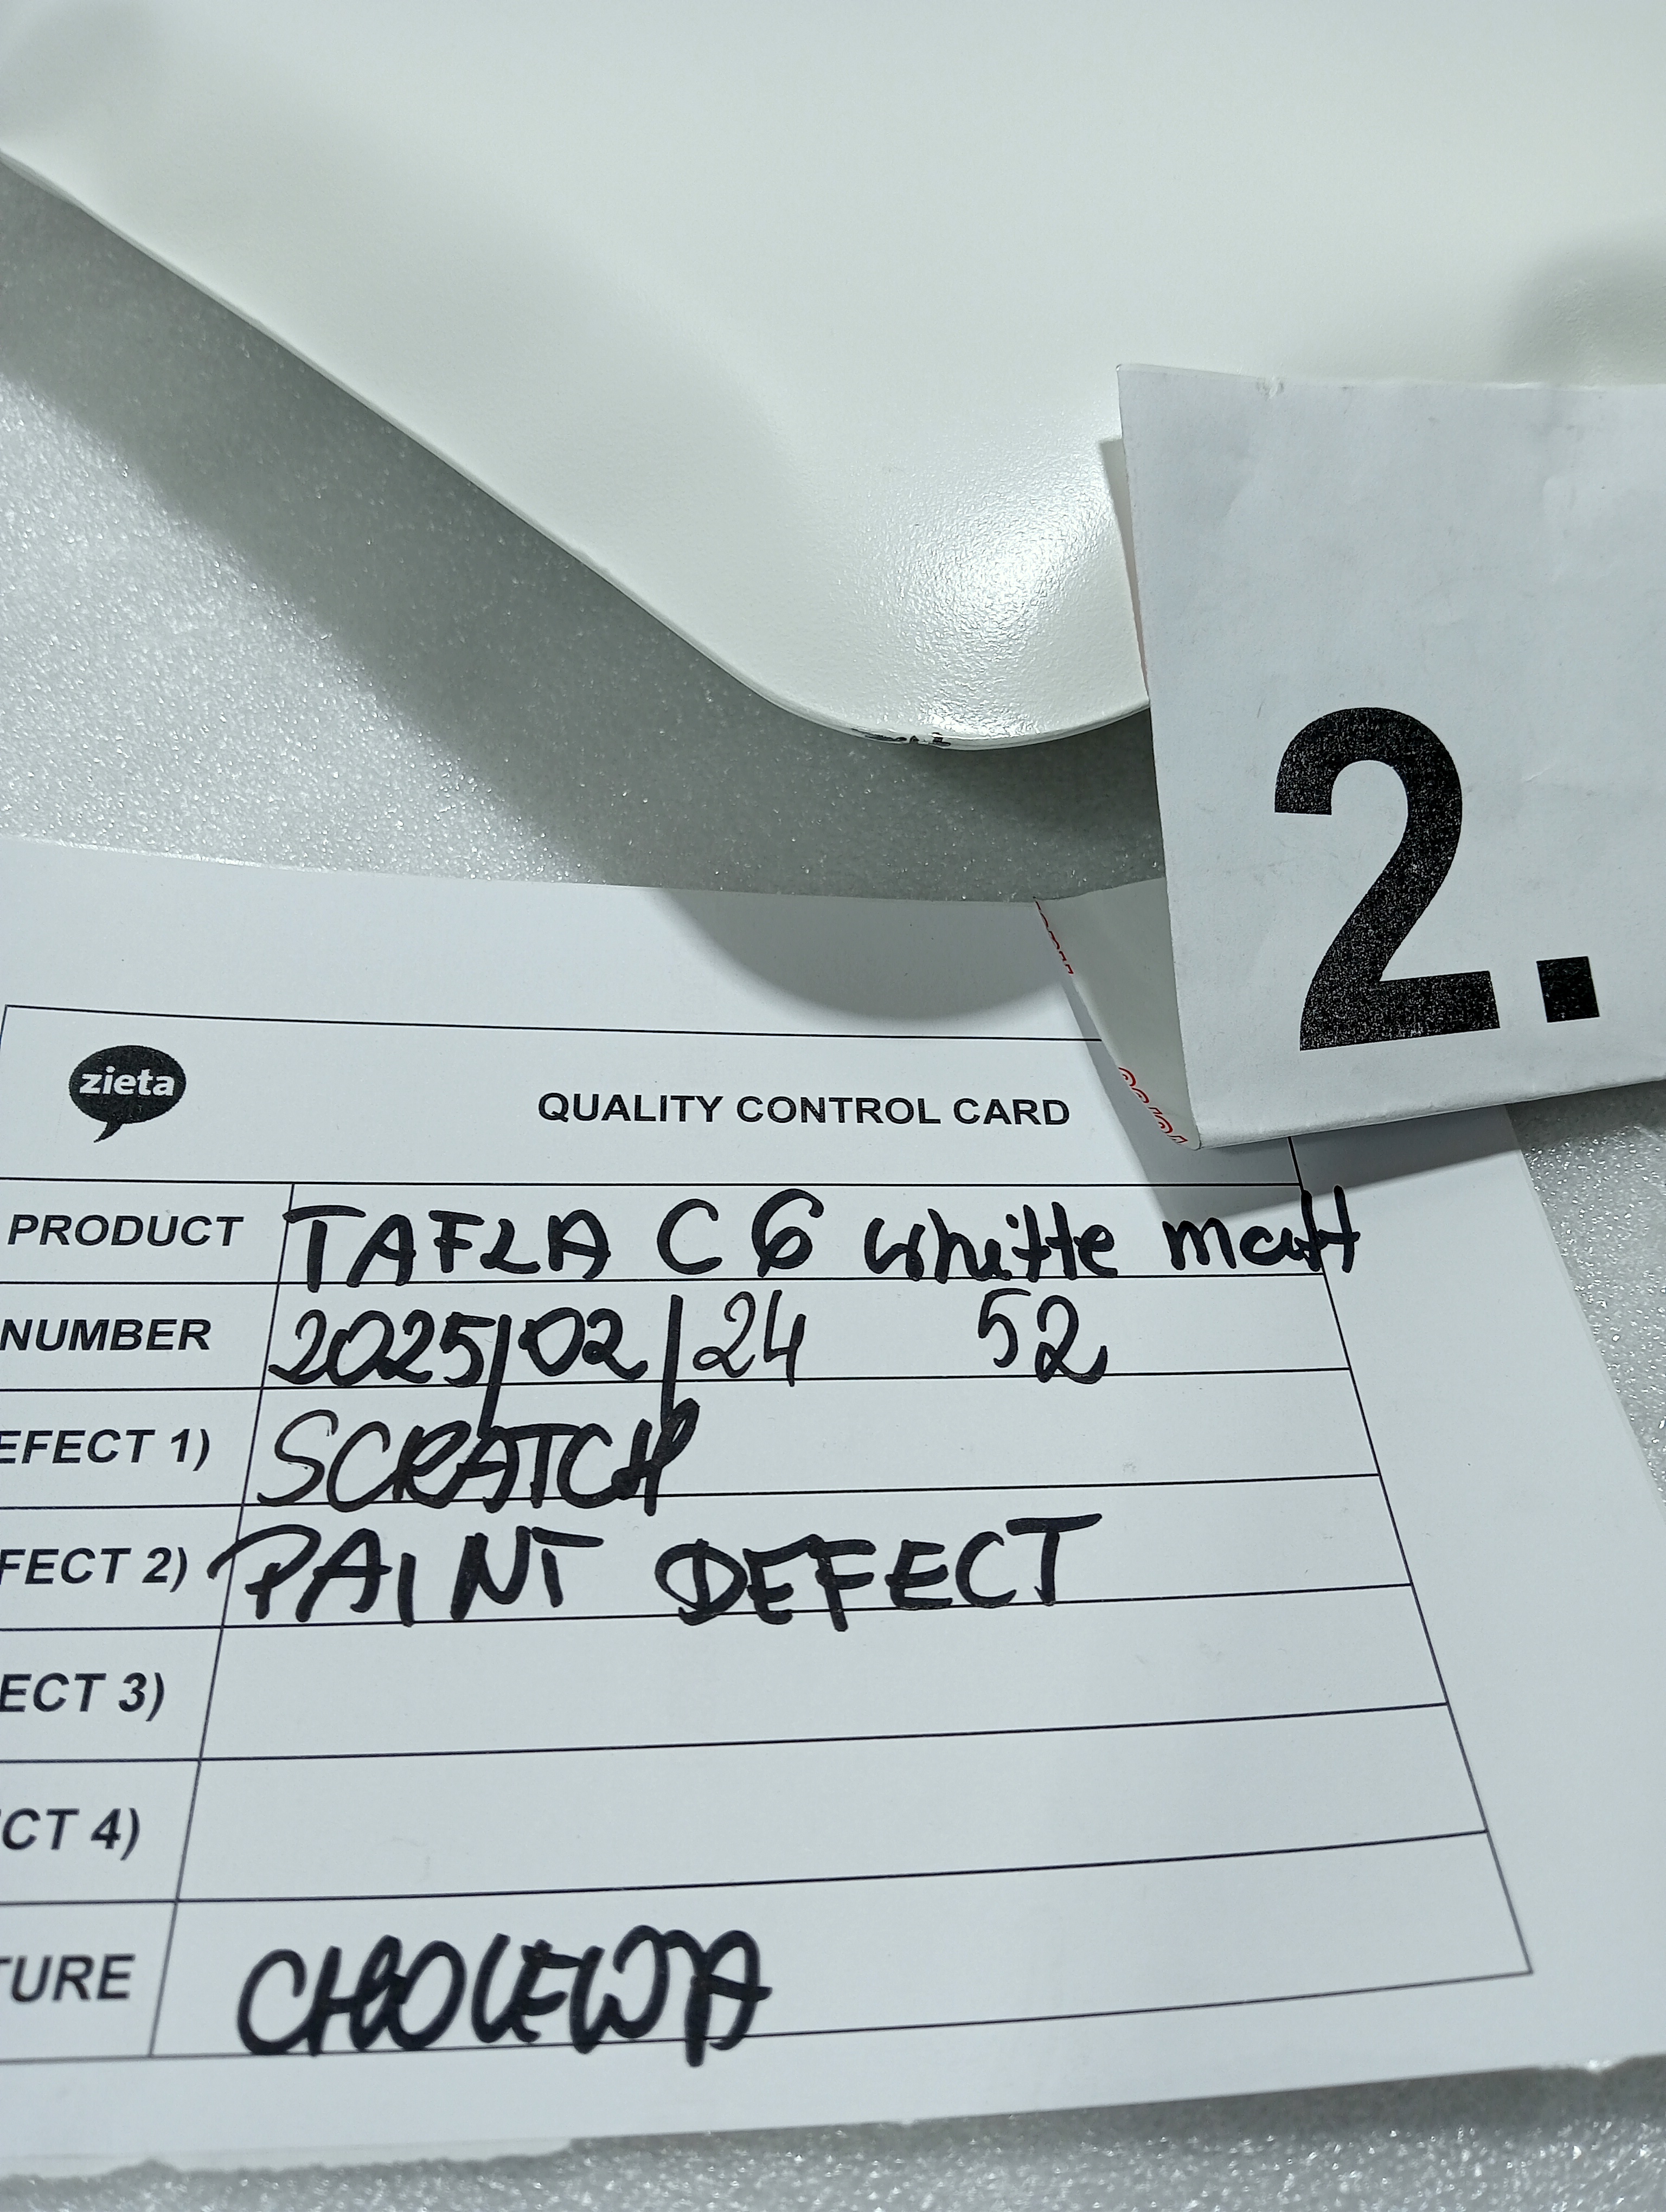 2.
zieta
QUALITY CONTROL CARD
PRODUCT TAFLA C6 whitte matt
NUMBER 2025/02/24 52
EFECT 1) SCRATCH
FECT 2) PAINT DEFECT
ECT 3)
CT 4)
TURE CHOLEWA